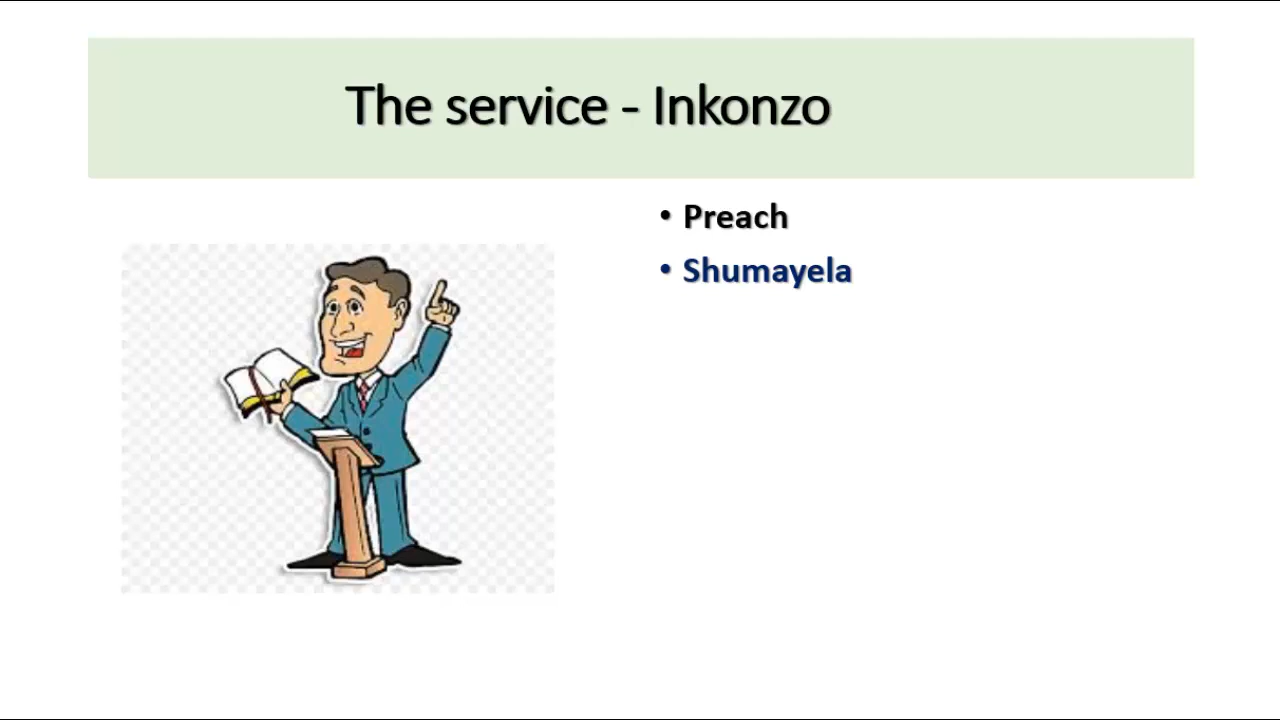 The service - Inkonzo
• Preach
• Shumayela